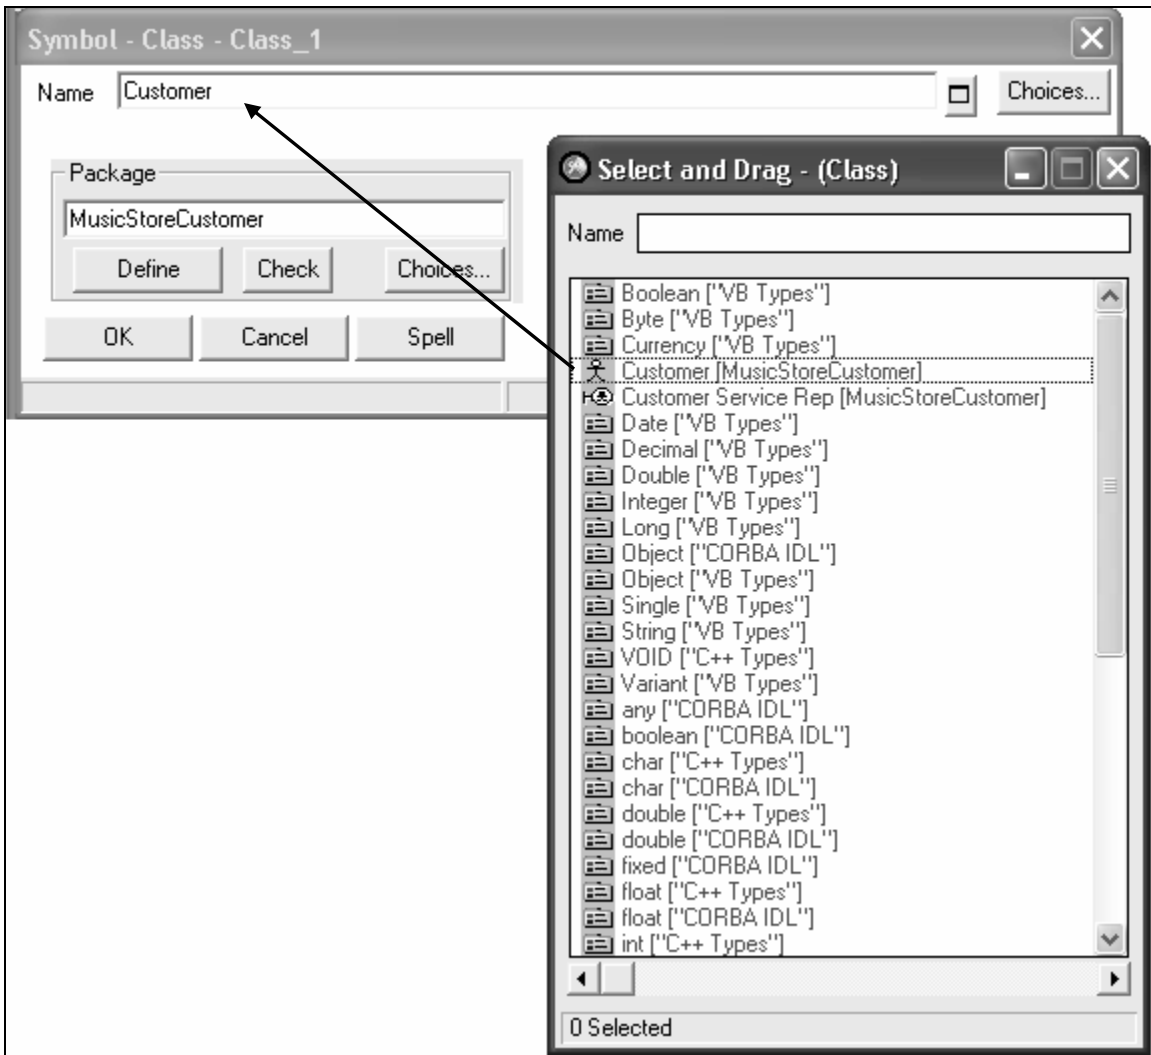 Symbol - Class - Class_1
Name Customer Choices...
Package
MusicStoreCustomer
Define Check Choices...
OK Cancel Spell
Select and Drag - (Class)
Name
Boolean ["VB Types"]
Byte ["VB Types"]
Currency ["VB Types"]
Customer [MusicStoreCustomer]
Customer Service Rep [MusicStoreCustomer]
Date ["VB Types"]
Decimal ["VB Types"]
Double ["VB Types"]
Integer ["VB Types"]
Long ["VB Types"]
Object ["CORBA IDL"]
Object ["VB Types"]
Single ["VB Types"]
String ["VB Types"]
VOID ["C++ Types"]
Variant ["VB Types"]
any ["CORBA IDL"]
boolean ["CORBA IDL"]
char ["C++ Types"]
char ["CORBA IDL"]
double ["C++ Types"]
double ["CORBA IDL"]
fixed ["CORBA IDL"]
float ["C++ Types"]
float ["CORBA IDL"]
int ["C++ Types"]
0 Selected